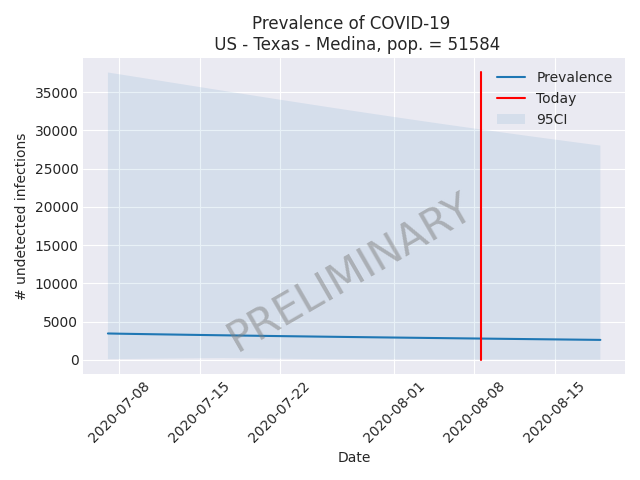 Prevalence of COVID-19
US - Texas - Medina, pop. = 51584
Prevalence
Today
95CI
# undetected infections
35000
30000
25000
20000
15000
10000
5000
0
PRELIMINARY
2020-07-08
2020-07-15
2020-07-22
2020-08-01
2020-08-08
2020-08-15
Date